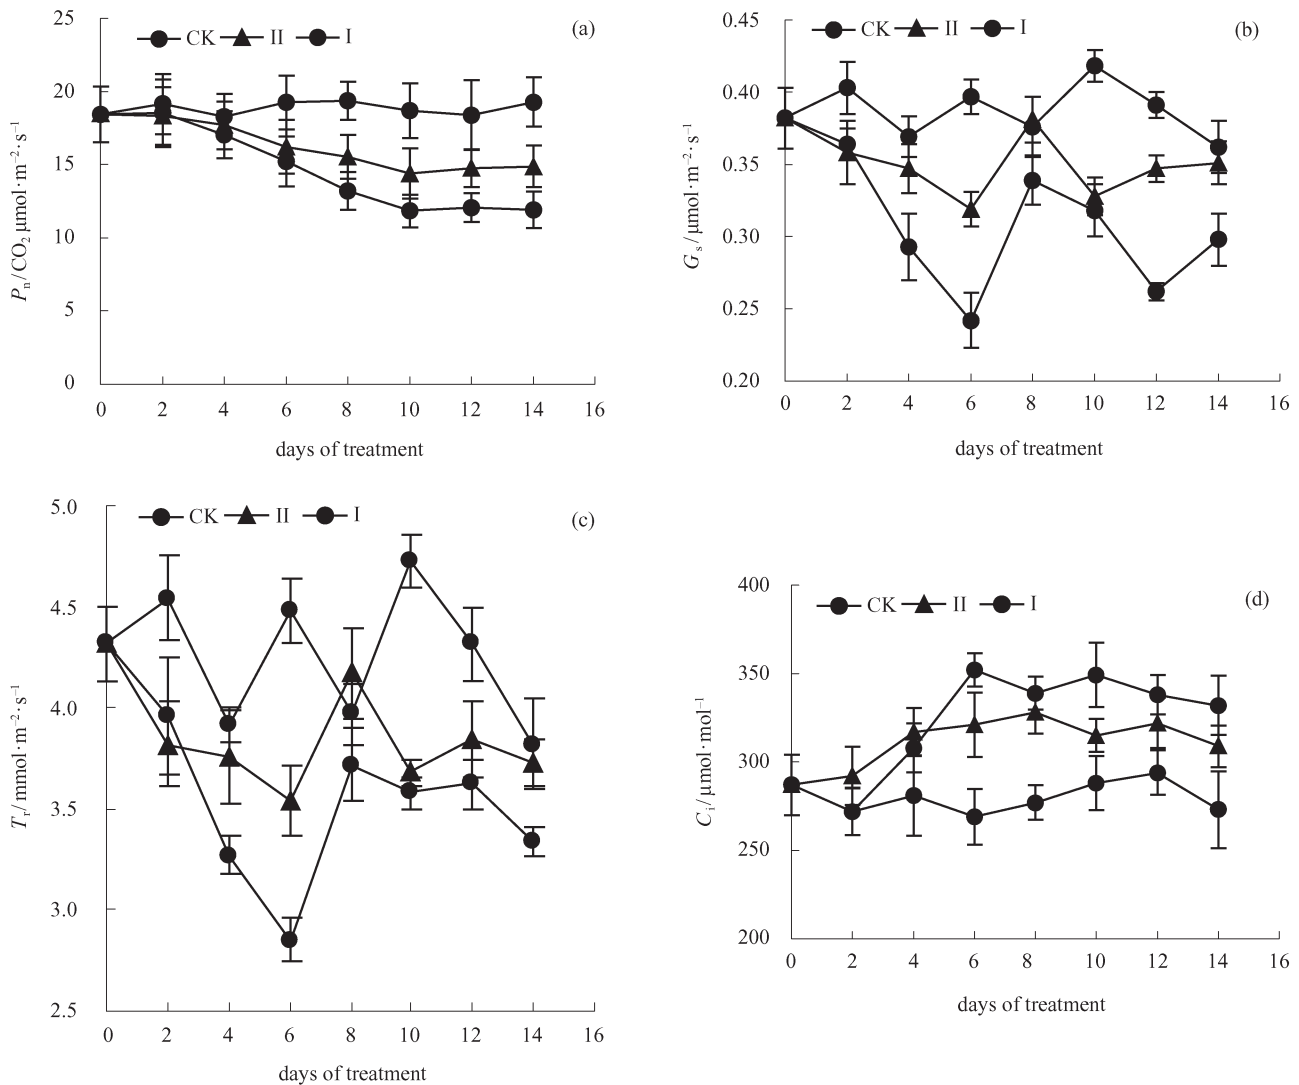 25
20
15
10
5
0
CK II I
(a)
P n / CO₂ μmol·m⁻²·s⁻¹
0 2 4 6 8 10 12 14 16
days of treatment
0.45
0.40
0.35
0.30
0.25
0.20
CK II I
(b)
G s / μmol·m⁻²·s⁻¹
0 2 4 6 8 10 12 14 16
days of treatment
5.0
4.5
4.0
3.5
3.0
2.5
CK II I
(c)
T r / mmol·m⁻²·s⁻¹
0 2 4 6 8 10 12 14 16
days of treatment
400
350
300
250
200
CK II I
(d)
C i / μmol·mol⁻¹
0 2 4 6 8 10 12 14 16
days of treatment